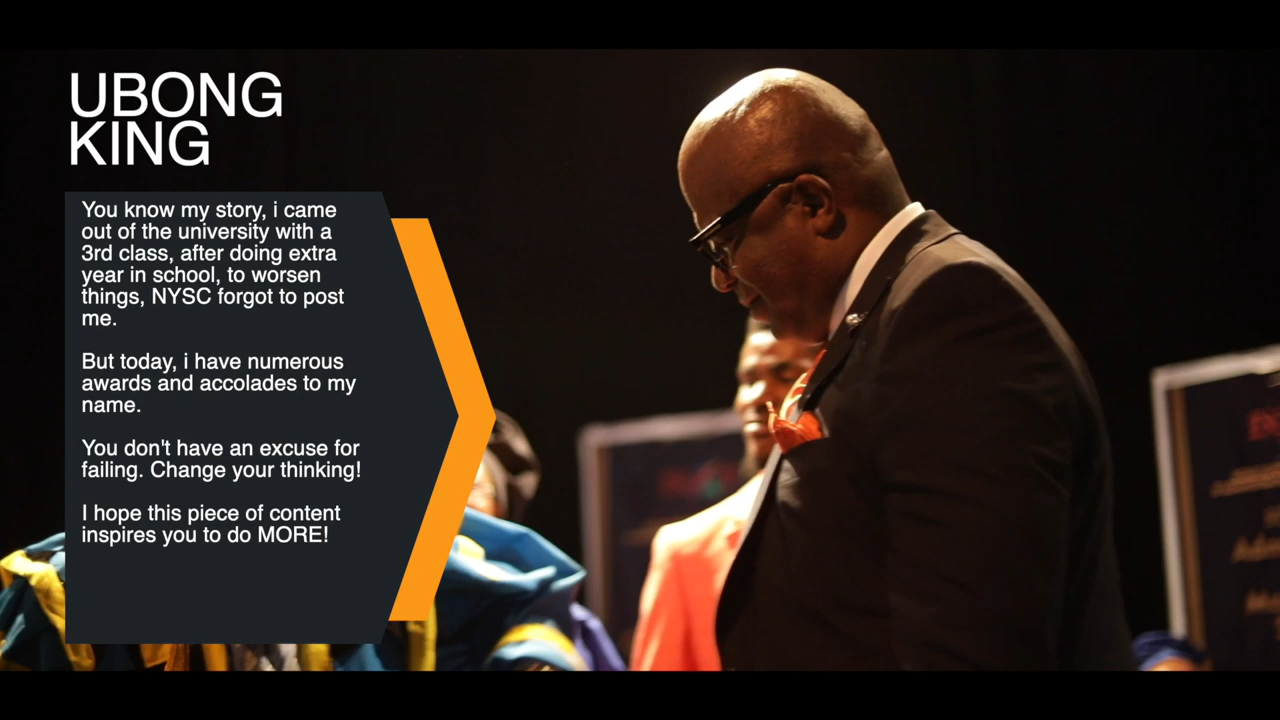 UBONG
KING
You know my story, i came
out of the university with a
3rd class, after doing extra
year in school, to worsen
things, NYSC forgot to post
me.
But today, i have numerous
awards and accolades to my
name.
You don't have an excuse for
failing. Change your thinking!
I hope this piece of content
inspires you to do MORE!